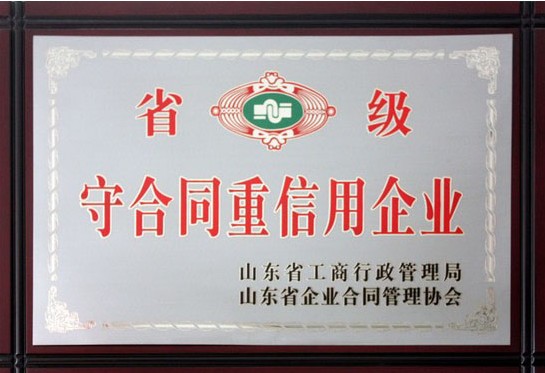 省 级
守合同重信用企业
山东省工商行政管理局
山东省企业合同管理协会